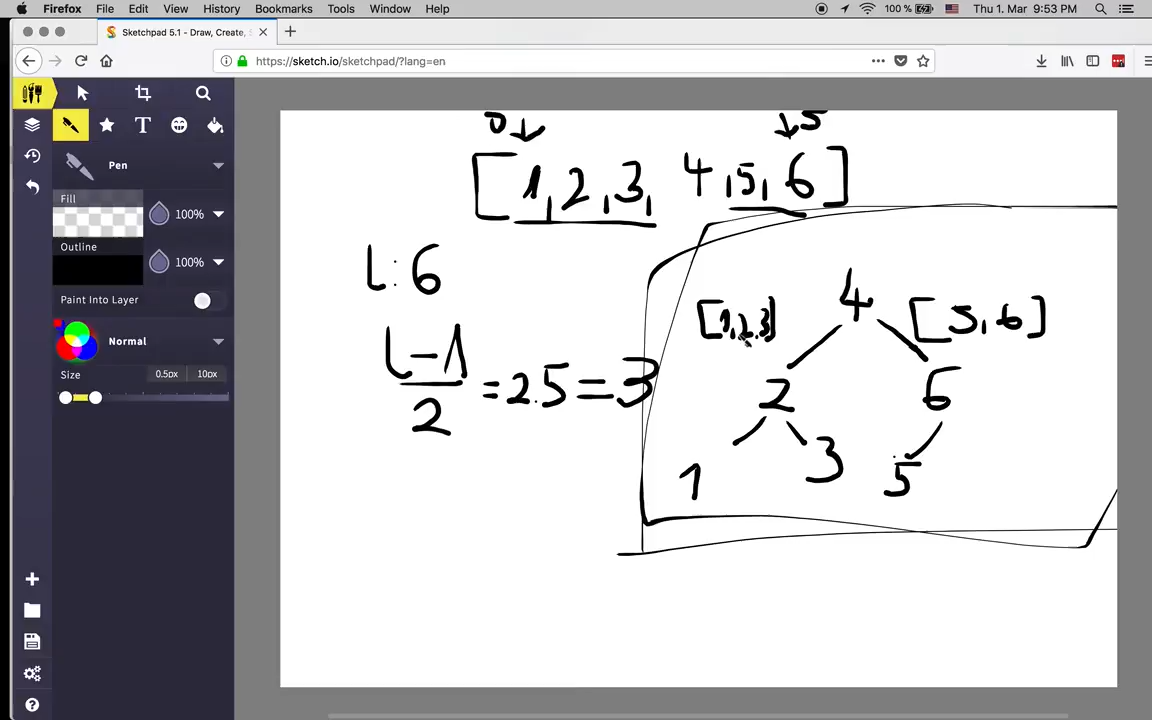 Firefox File Edit View History Bookmarks Tools Window Help 100 % Thu 1. Mar 9:53 PM
Sketchpad 5.1 - Draw, Create,
https://sketch.io/sketchpad/?lang=en
Pen
Fill
100%
Outline
100%
Paint Into Layer
Normal
Size 0.5px 10px
0 5
[1,2,3, 4,5,6]
l:6
l-1
2
=2.5=3
4
[1,2,3] [5,6]
2 6
1 3 5